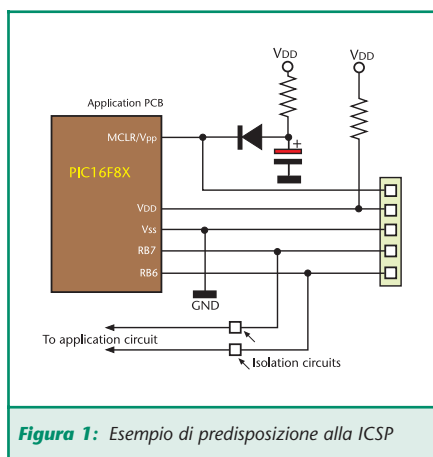 VDD
VDD
Application PCB
MCLR/Vpp
PIC16F8X
+
VDD
Vss
RB7
RB6
GND
To application circuit
Isolation circuits
Figura 1: Esempio di predisposizione alla ICSP